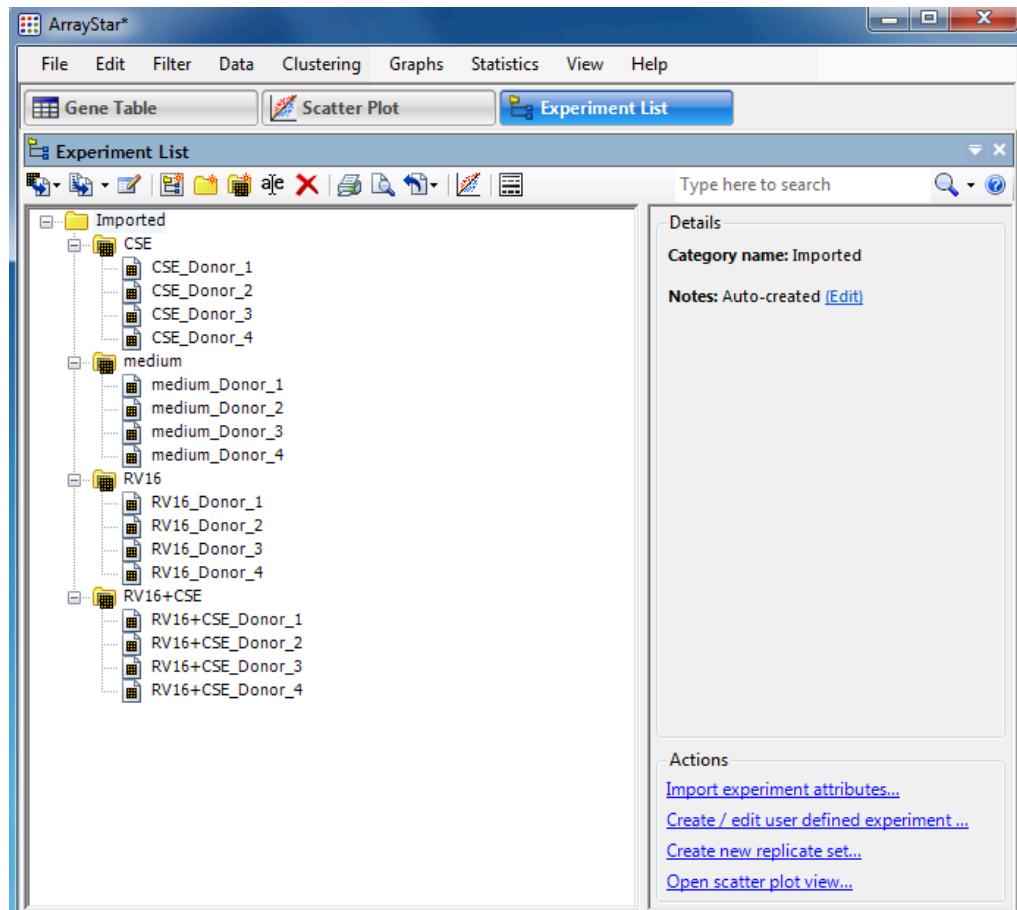 ArrayStar*
File Edit Filter Data Clustering Graphs Statistics View Help
Gene Table Scatter Plot Experiment List
Experiment List
Type here to search
Imported
CSE
CSE_Donor_1
CSE_Donor_2
CSE_Donor_3
CSE_Donor_4
medium
medium_Donor_1
medium_Donor_2
medium_Donor_3
medium_Donor_4
RV16
RV16_Donor_1
RV16_Donor_2
RV16_Donor_3
RV16_Donor_4
RV16+CSE
RV16+CSE_Donor_1
RV16+CSE_Donor_2
RV16+CSE_Donor_3
RV16+CSE_Donor_4
Details
Category name: Imported
Notes: Auto-created (Edit)
Actions
Import experiment attributes...
Create / edit user defined experiment ...
Create new replicate set...
Open scatter plot view...